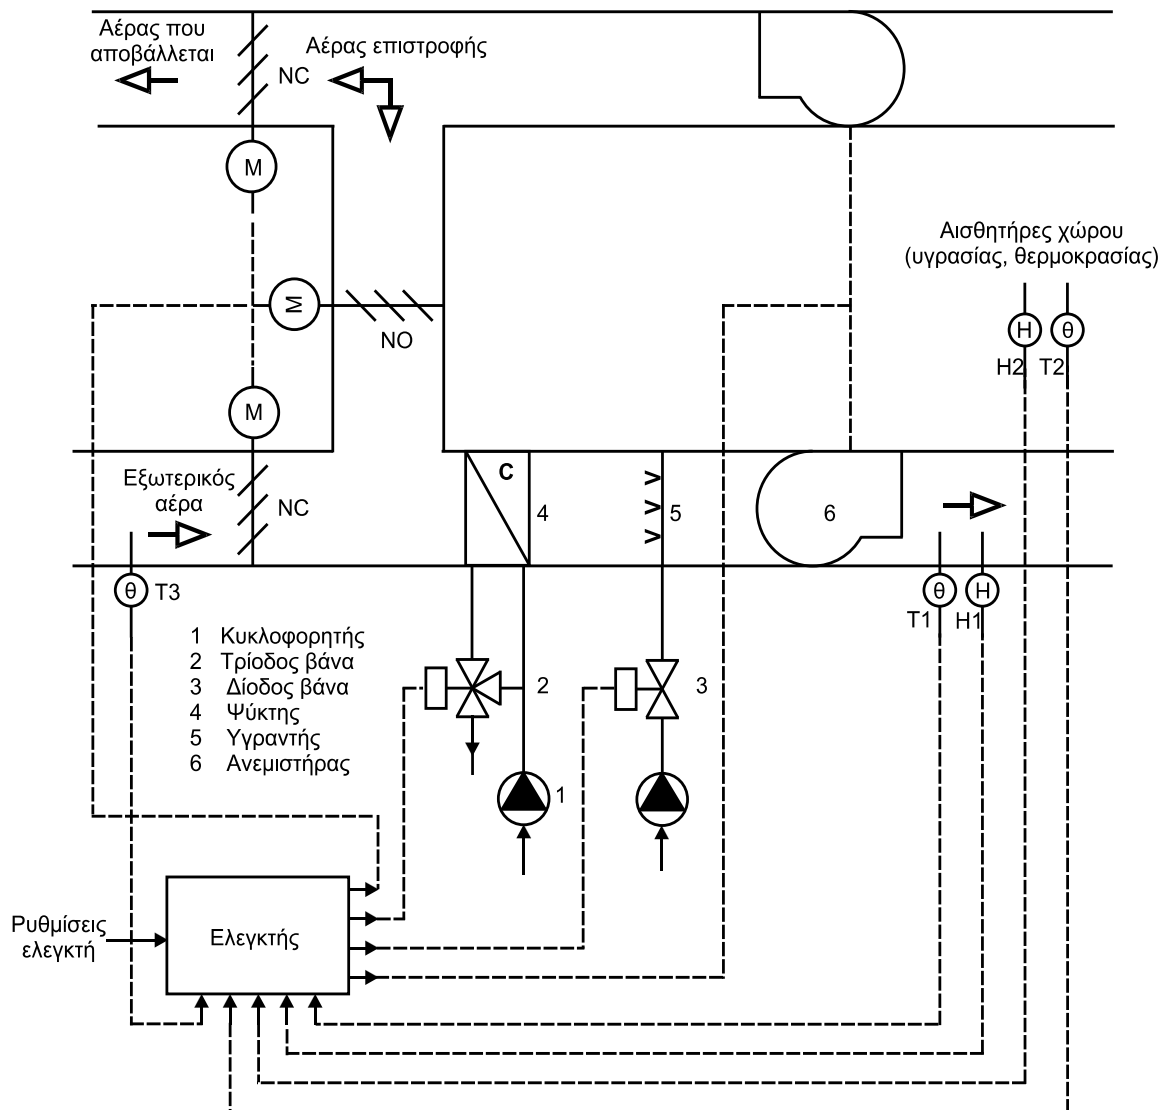 Αέρας που
αποβάλλεται
Αέρας επιστροφής
NC
M
M
NO
M
Αισθητήρες χώρου
(υγρασίας, θερμοκρασίας)
H
θ
H2
T2
Εξωτερικός
αέρα
NC
C
4
5
6
θ
T3
θ
H
T1
H1
1 Κυκλοφορητής
2 Τρίοδος βάνα
3 Δίοδος βάνα
4 Ψύκτης
5 Υγραντής
6 Ανεμιστήρας
2
3
1
Ρυθμίσεις
ελεγκτή
Ελεγκτής